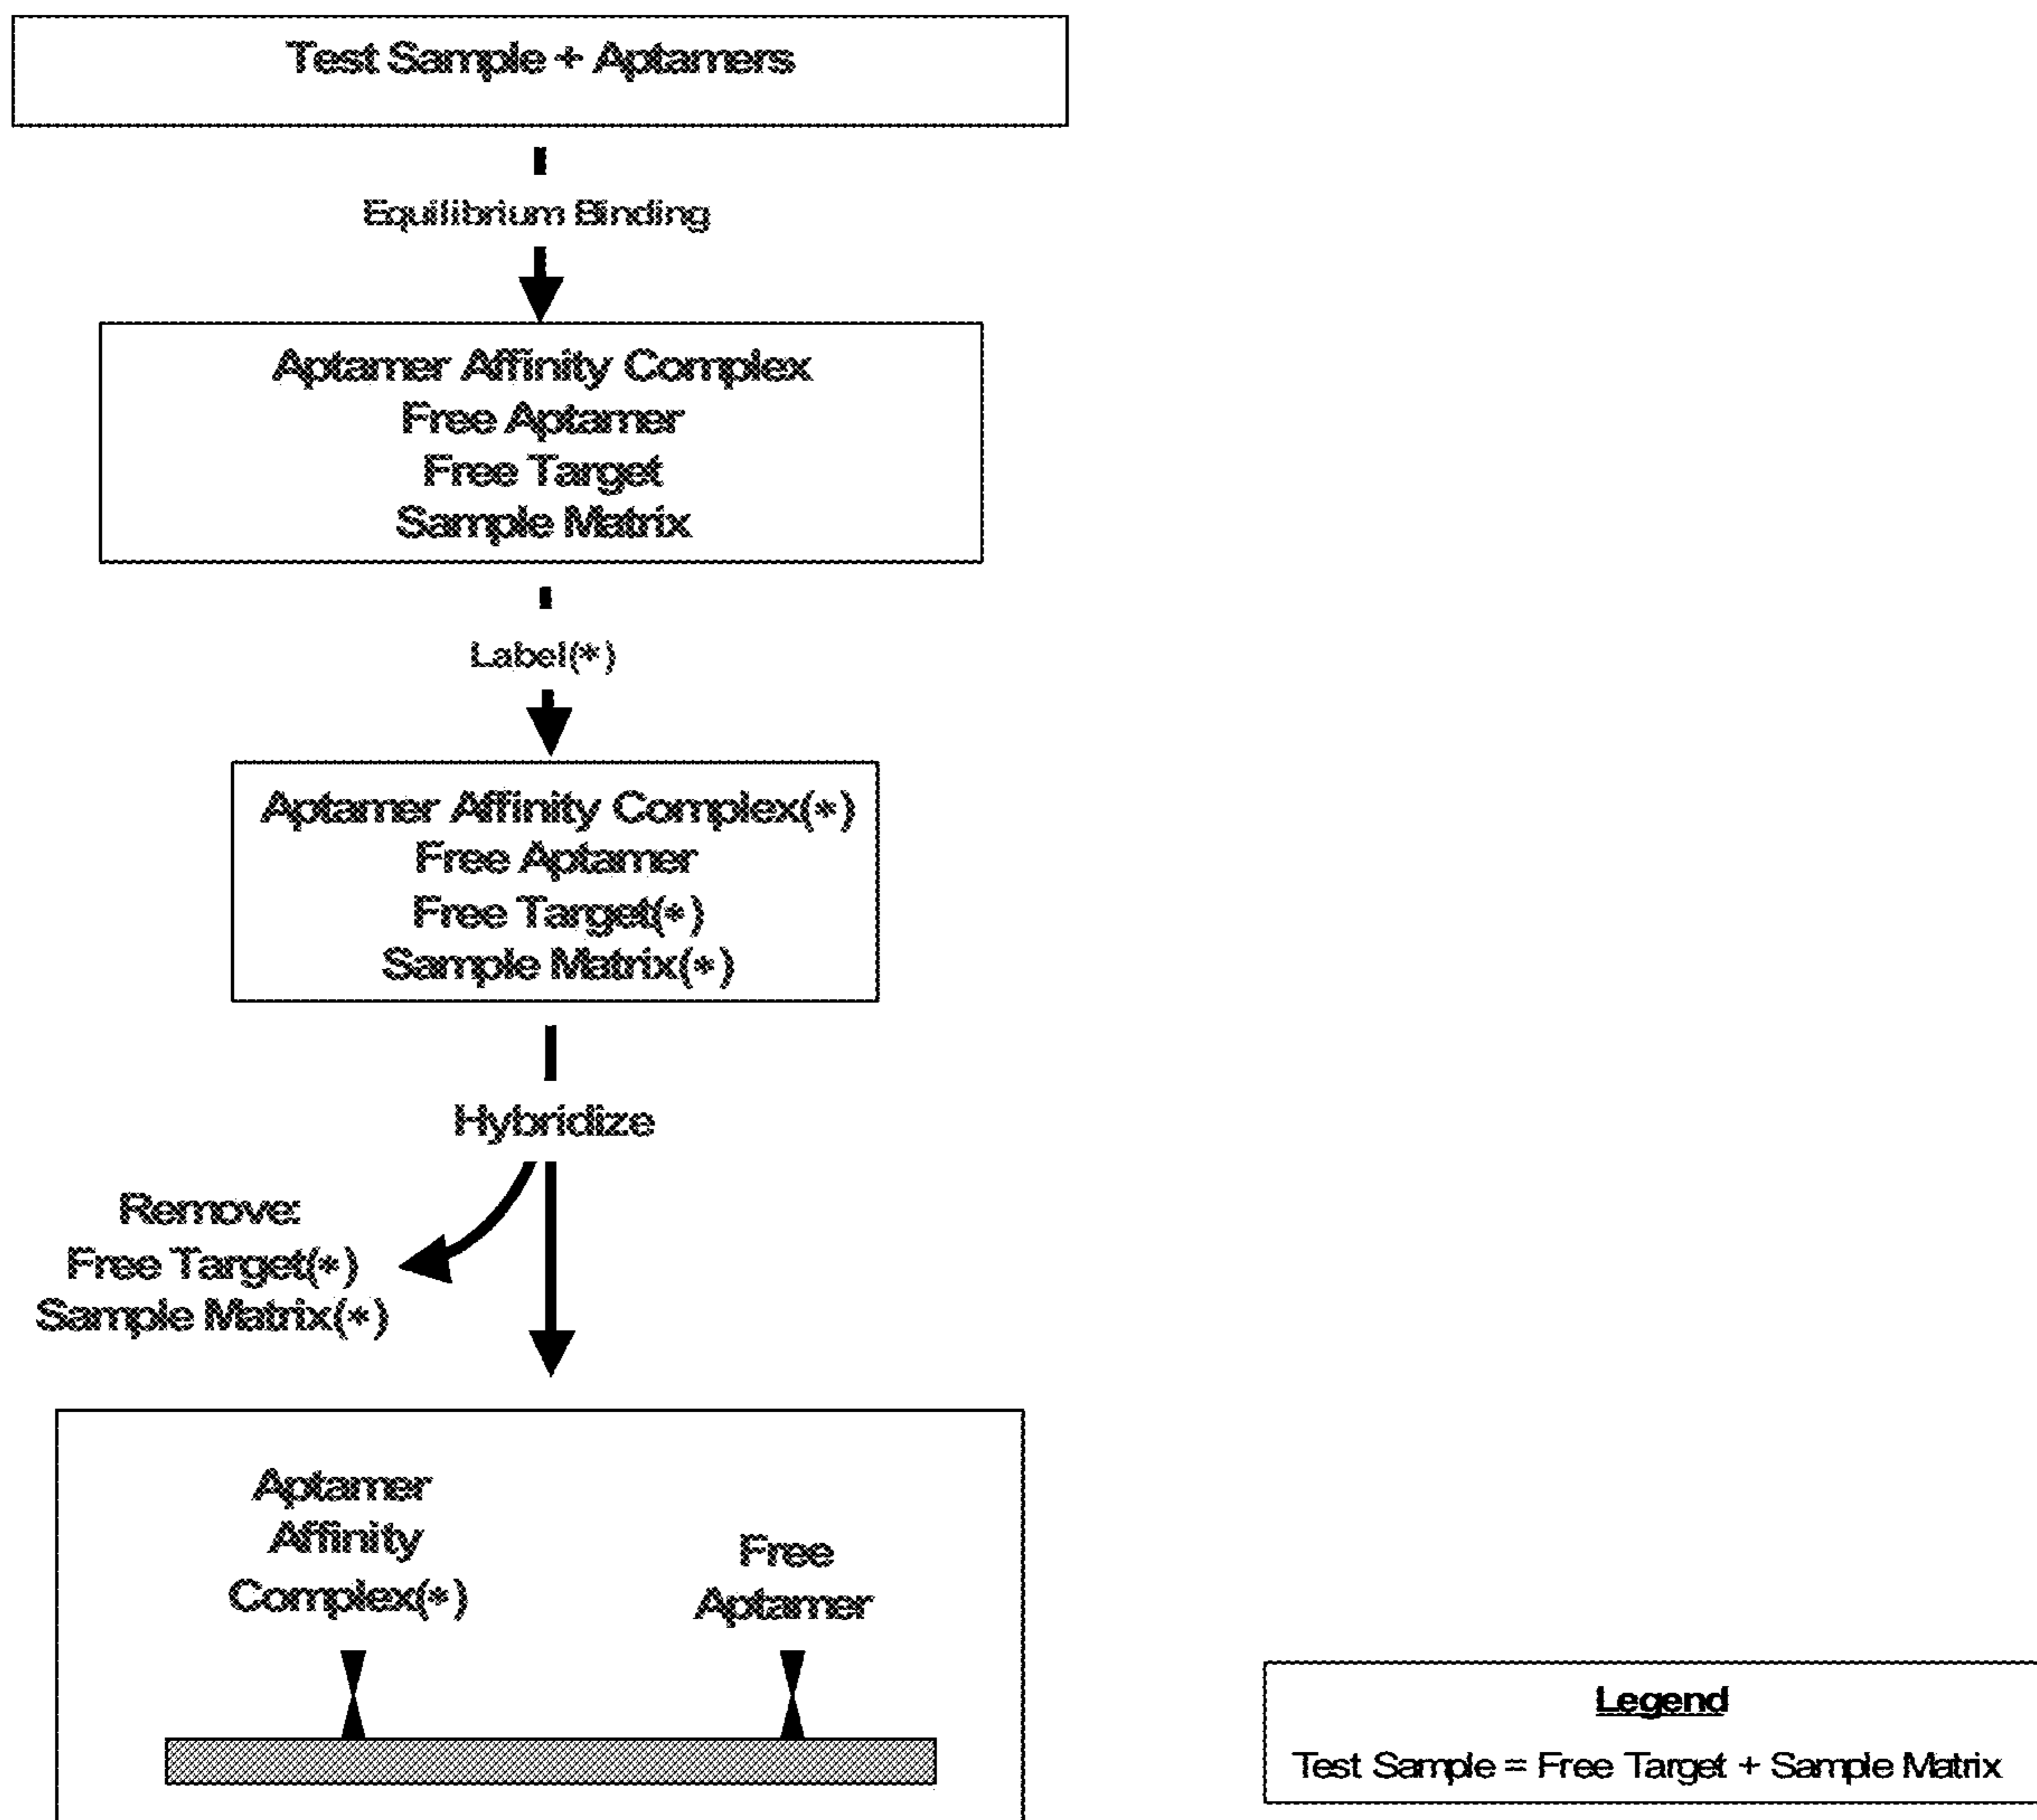 Test Sample + Aptamers
Equilibrium Binding
Aptamer Affinity Complex
Free Aptamer
Free Target
Sample Matrix
Label(*)
Aptamer Affinity Complex(*)
Free Aptamer
Free Target(*)
Sample Matrix(*)
Hybridize
Remove:
Free Target(*)
Sample Matrix(*)
Aptamer
Affinity
Complex(*)
Free
Aptamer
Legend
Test Sample = Free Target + Sample Matrix